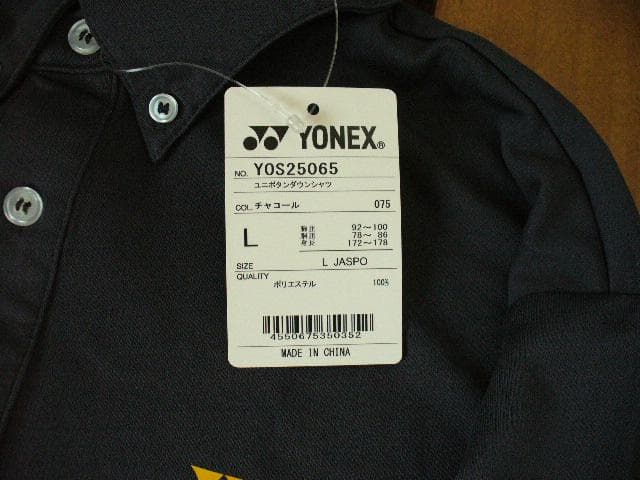 YONEX®
NO. YOS25065
ユニボタンダウンシャツ
COL. チャコール 075
L 胸囲 92～100
胴囲 78～ 86
身長 172～178
SIZE L JASPO
QUALITY
ポリエステル 100%
4550675350352
MADE IN CHINA